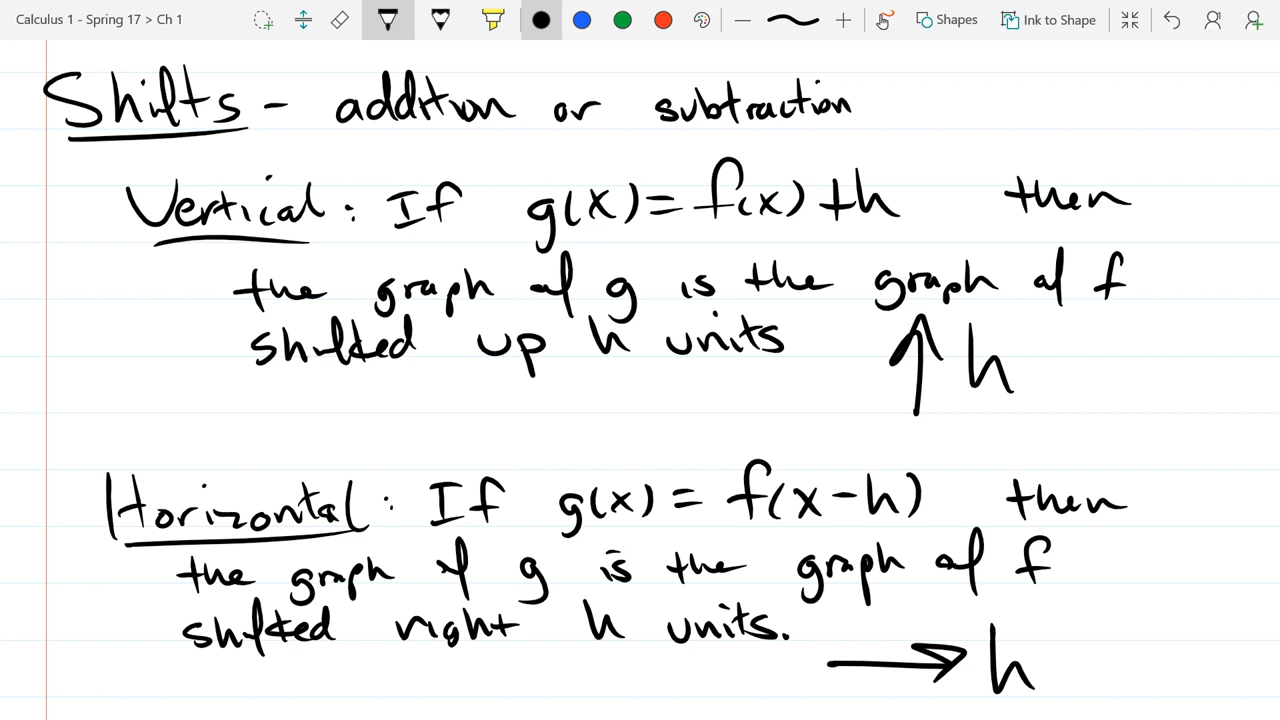 Calculus 1 - Spring 17 > Ch 1 Shapes Ink to Shape
Shifts - addition or subtraction
Vertical: If g(x) = f(x) + h then
the graph of g is the graph of f
shifted up h units ↑ h
Horizontal: If g(x) = f(x-h) then
the graph of g is the graph of f
shifted right h units.
→ h